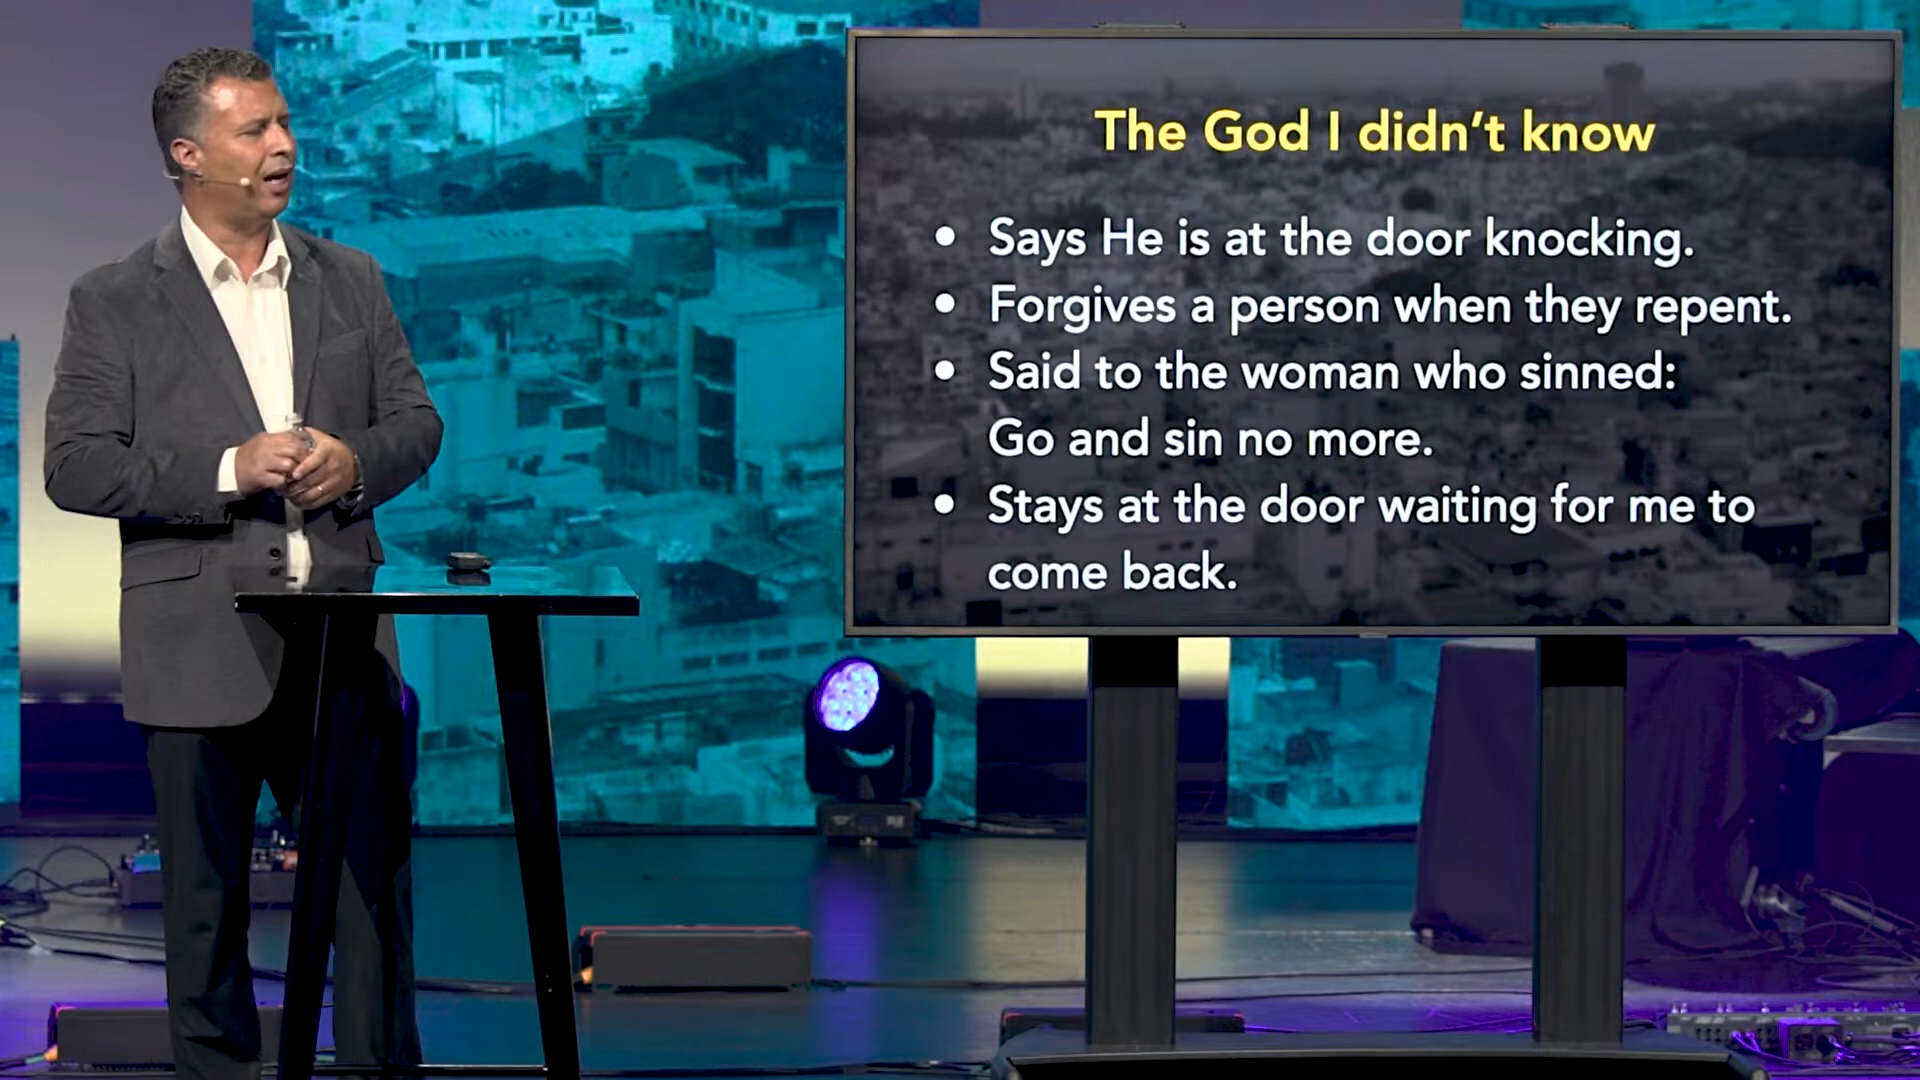 The God I didn't know
• Says He is at the door knocking.
• Forgives a person when they repent.
• Said to the woman who sinned:
Go and sin no more.
• Stays at the door waiting for me to
come back.